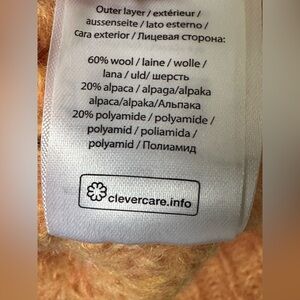 Outer layer / extérieur /
aussenseite / lato esterno /
cara exterior / Лицевая сторона:
60% wool / laine / wolle /
lana / uld/ шерсть
20% alpaca / alpaga/alpaka
alpaca/alpaka/Альпака
20% polyamide / polyamide /
polyamid / poliamida /
polyamid / Полиамид
clevercare.info